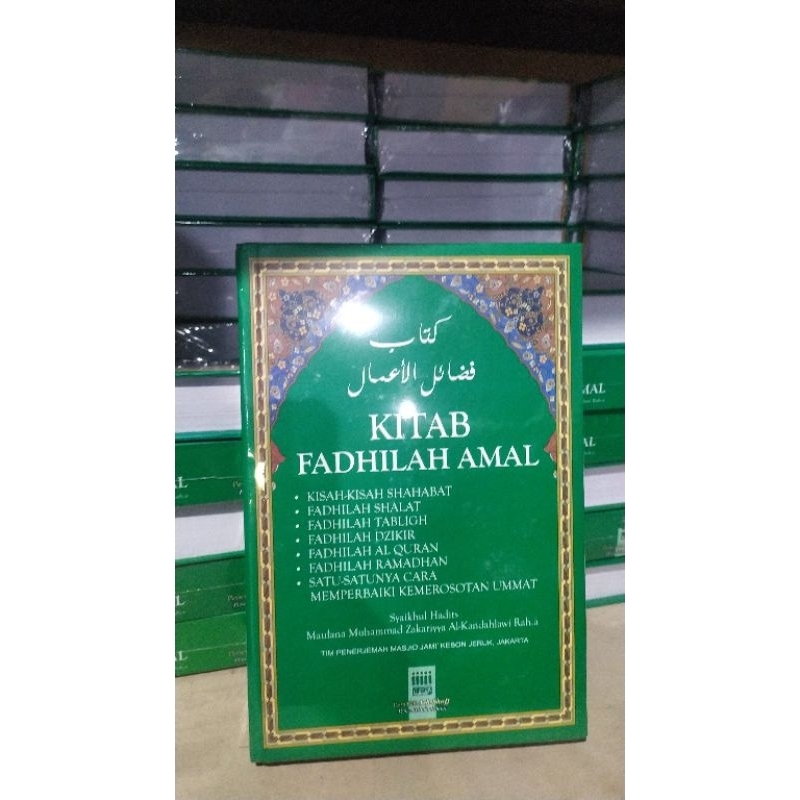 كتاب
فضائل الأعمال
KITAB
FADHILAH AMAL
• KISAH-KISAH SHAHABAT
• FADHILAH SHALAT
• FADHILAH TABLIGH
• FADHILAH DZIKIR
• FADHILAH AL QURAN
• FADHILAH RAMADHAN
• SATU-SATUNYA CARA
MEMPERBAIKI KEMEROSOTAN UMMAT
Syaikhul Hadits
Maulana Muhammad Zakariyya Al-Kandahlawi Rah.a
TIM PENERJEMAH MASJID JAMI' KEBON JERUK, JAKARTA
MAL
AL